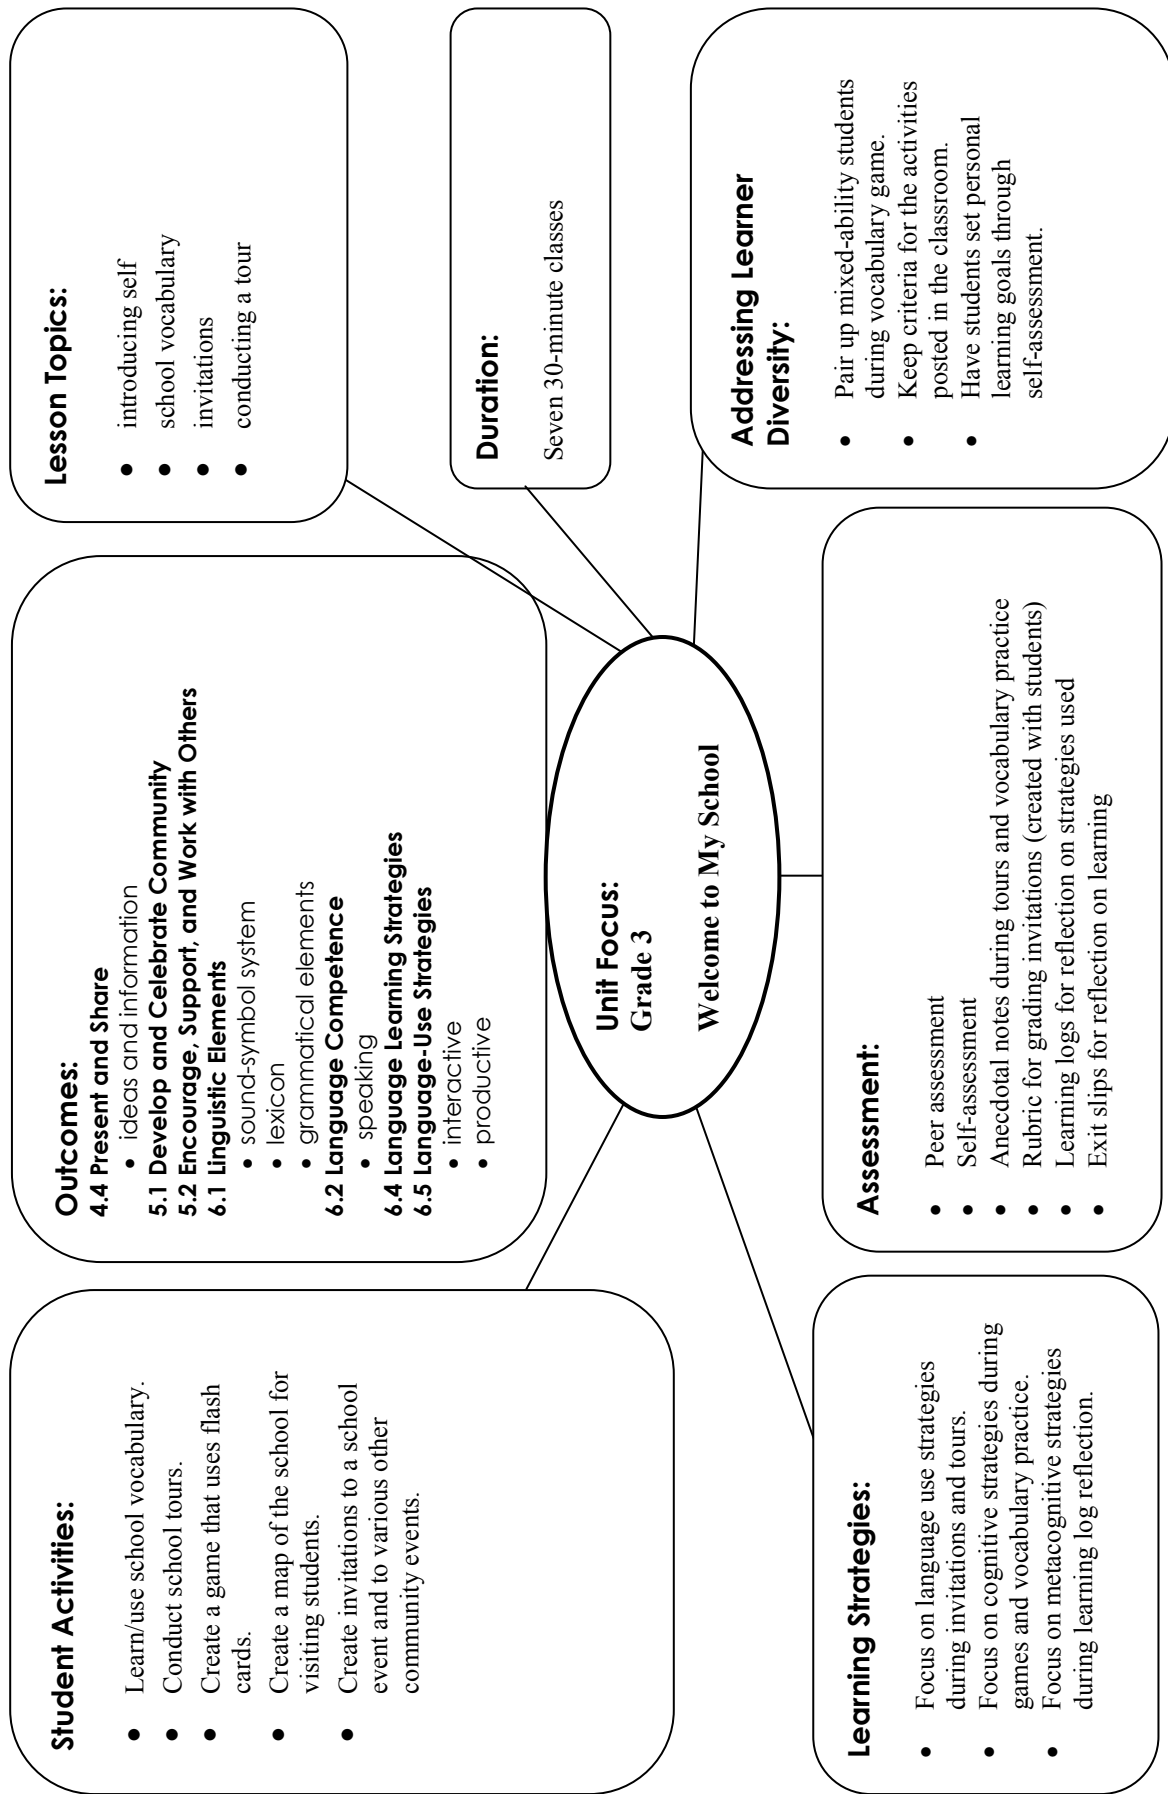 Student Activities:
• Learn/use school vocabulary.
• Conduct school tours.
• Create a game that uses flash
cards.
• Create a map of the school for
visiting students.
• Create invitations to a school
event and to various other
community events.
Outcomes:
4.4 Present and Share
• ideas and information
5.1 Develop and Celebrate Community
5.2 Encourage, Support, and Work with Others
6.1 Linguistic Elements
• sound-symbol system
• lexicon
• grammatical elements
6.2 Language Competence
• speaking
6.4 Language Learning Strategies
6.5 Language-Use Strategies
• interactive
• productive
Lesson Topics:
• introducing self
• school vocabulary
• invitations
• conducting a tour
Unit Focus:
Grade 3
Welcome to My School
Duration:
Seven 30-minute classes
Learning Strategies:
• Focus on language use strategies
during invitations and tours.
• Focus on cognitive strategies during
games and vocabulary practice.
• Focus on metacognitive strategies
during learning log reflection.
Assessment:
• Peer assessment
• Self-assessment
• Anecdotal notes during tours and vocabulary practice
• Rubric for grading invitations (created with students)
• Learning logs for reflection on strategies used
• Exit slips for reflection on learning
Addressing Learner
Diversity:
• Pair up mixed-ability students
during vocabulary game.
• Keep criteria for the activities
posted in the classroom.
• Have students set personal
learning goals through
self-assessment.